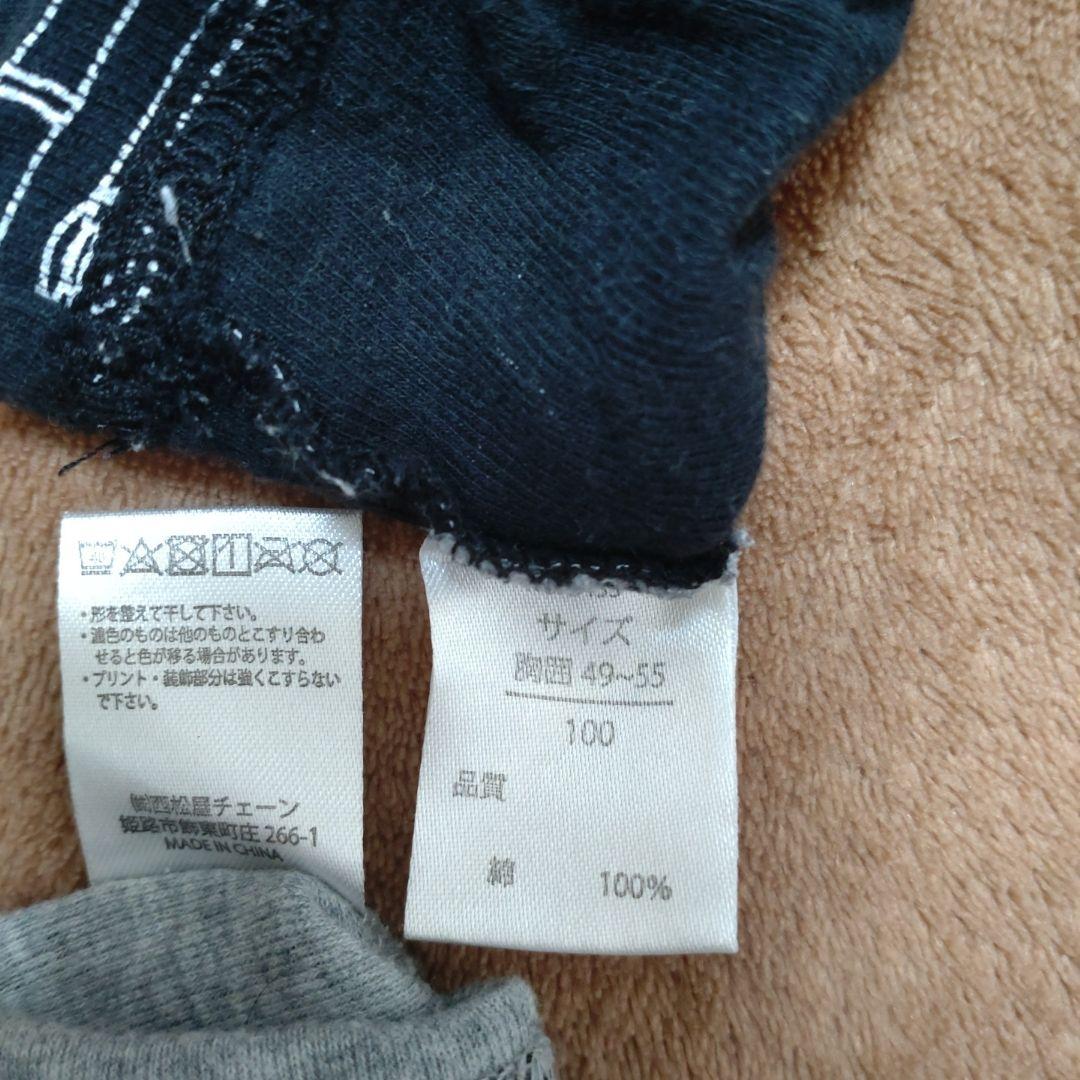 40
・形を整えて干して下さい。
・濃色のものは他のものとこすり合わ
せると色が移る場合があります。
・プリント・装飾部分は強くこすらない
で下さい。
㈱西松屋チェーン
姫路市飾東町庄 266-1
MADE IN CHINA
サイズ
胸囲 49~55
100
品質
綿 100%